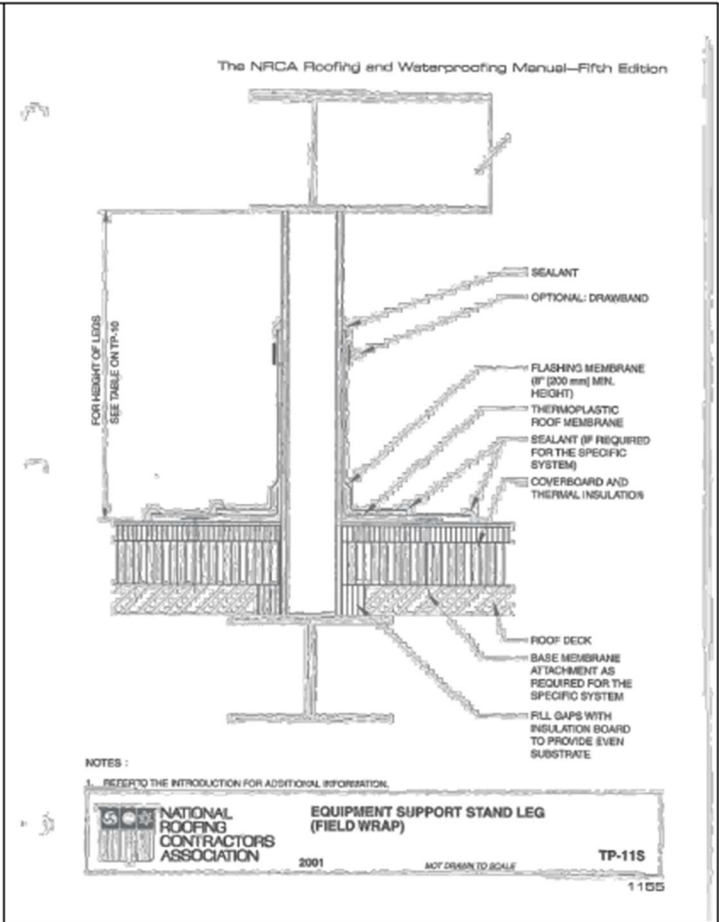 The NRCA Roofing and Waterproofing Manual—Fifth Edition
SEALANT
OPTIONAL: DRAWBAND
FOR HEIGHT OF LEGS
SEE TABLE ON TP-10
FLASHING MEMBRANE
(8" [200 mm] MIN.
HEIGHT)
THERMOPLASTIC
ROOF MEMBRANE
SEALANT (IF REQUIRED
FOR THE SPECIFIC
SYSTEM)
COVERBOARD AND
THERMAL INSULATION
ROOF DECK
BASE MEMBRANE
ATTACHMENT AS
REQUIRED FOR THE
SPECIFIC SYSTEM
FILL GAPS WITH
INSULATION BOARD
TO PROVIDE EVEN
SUBSTRATE
NOTES :
1. REFER TO THE INTRODUCTION FOR ADDITIONAL INFORMATION.
NATIONAL
ROOFING
CONTRACTORS
ASSOCIATION
EQUIPMENT SUPPORT STAND LEG
(FIELD WRAP)
2001
NOT DRAWN TO SCALE
TP-11S
1155